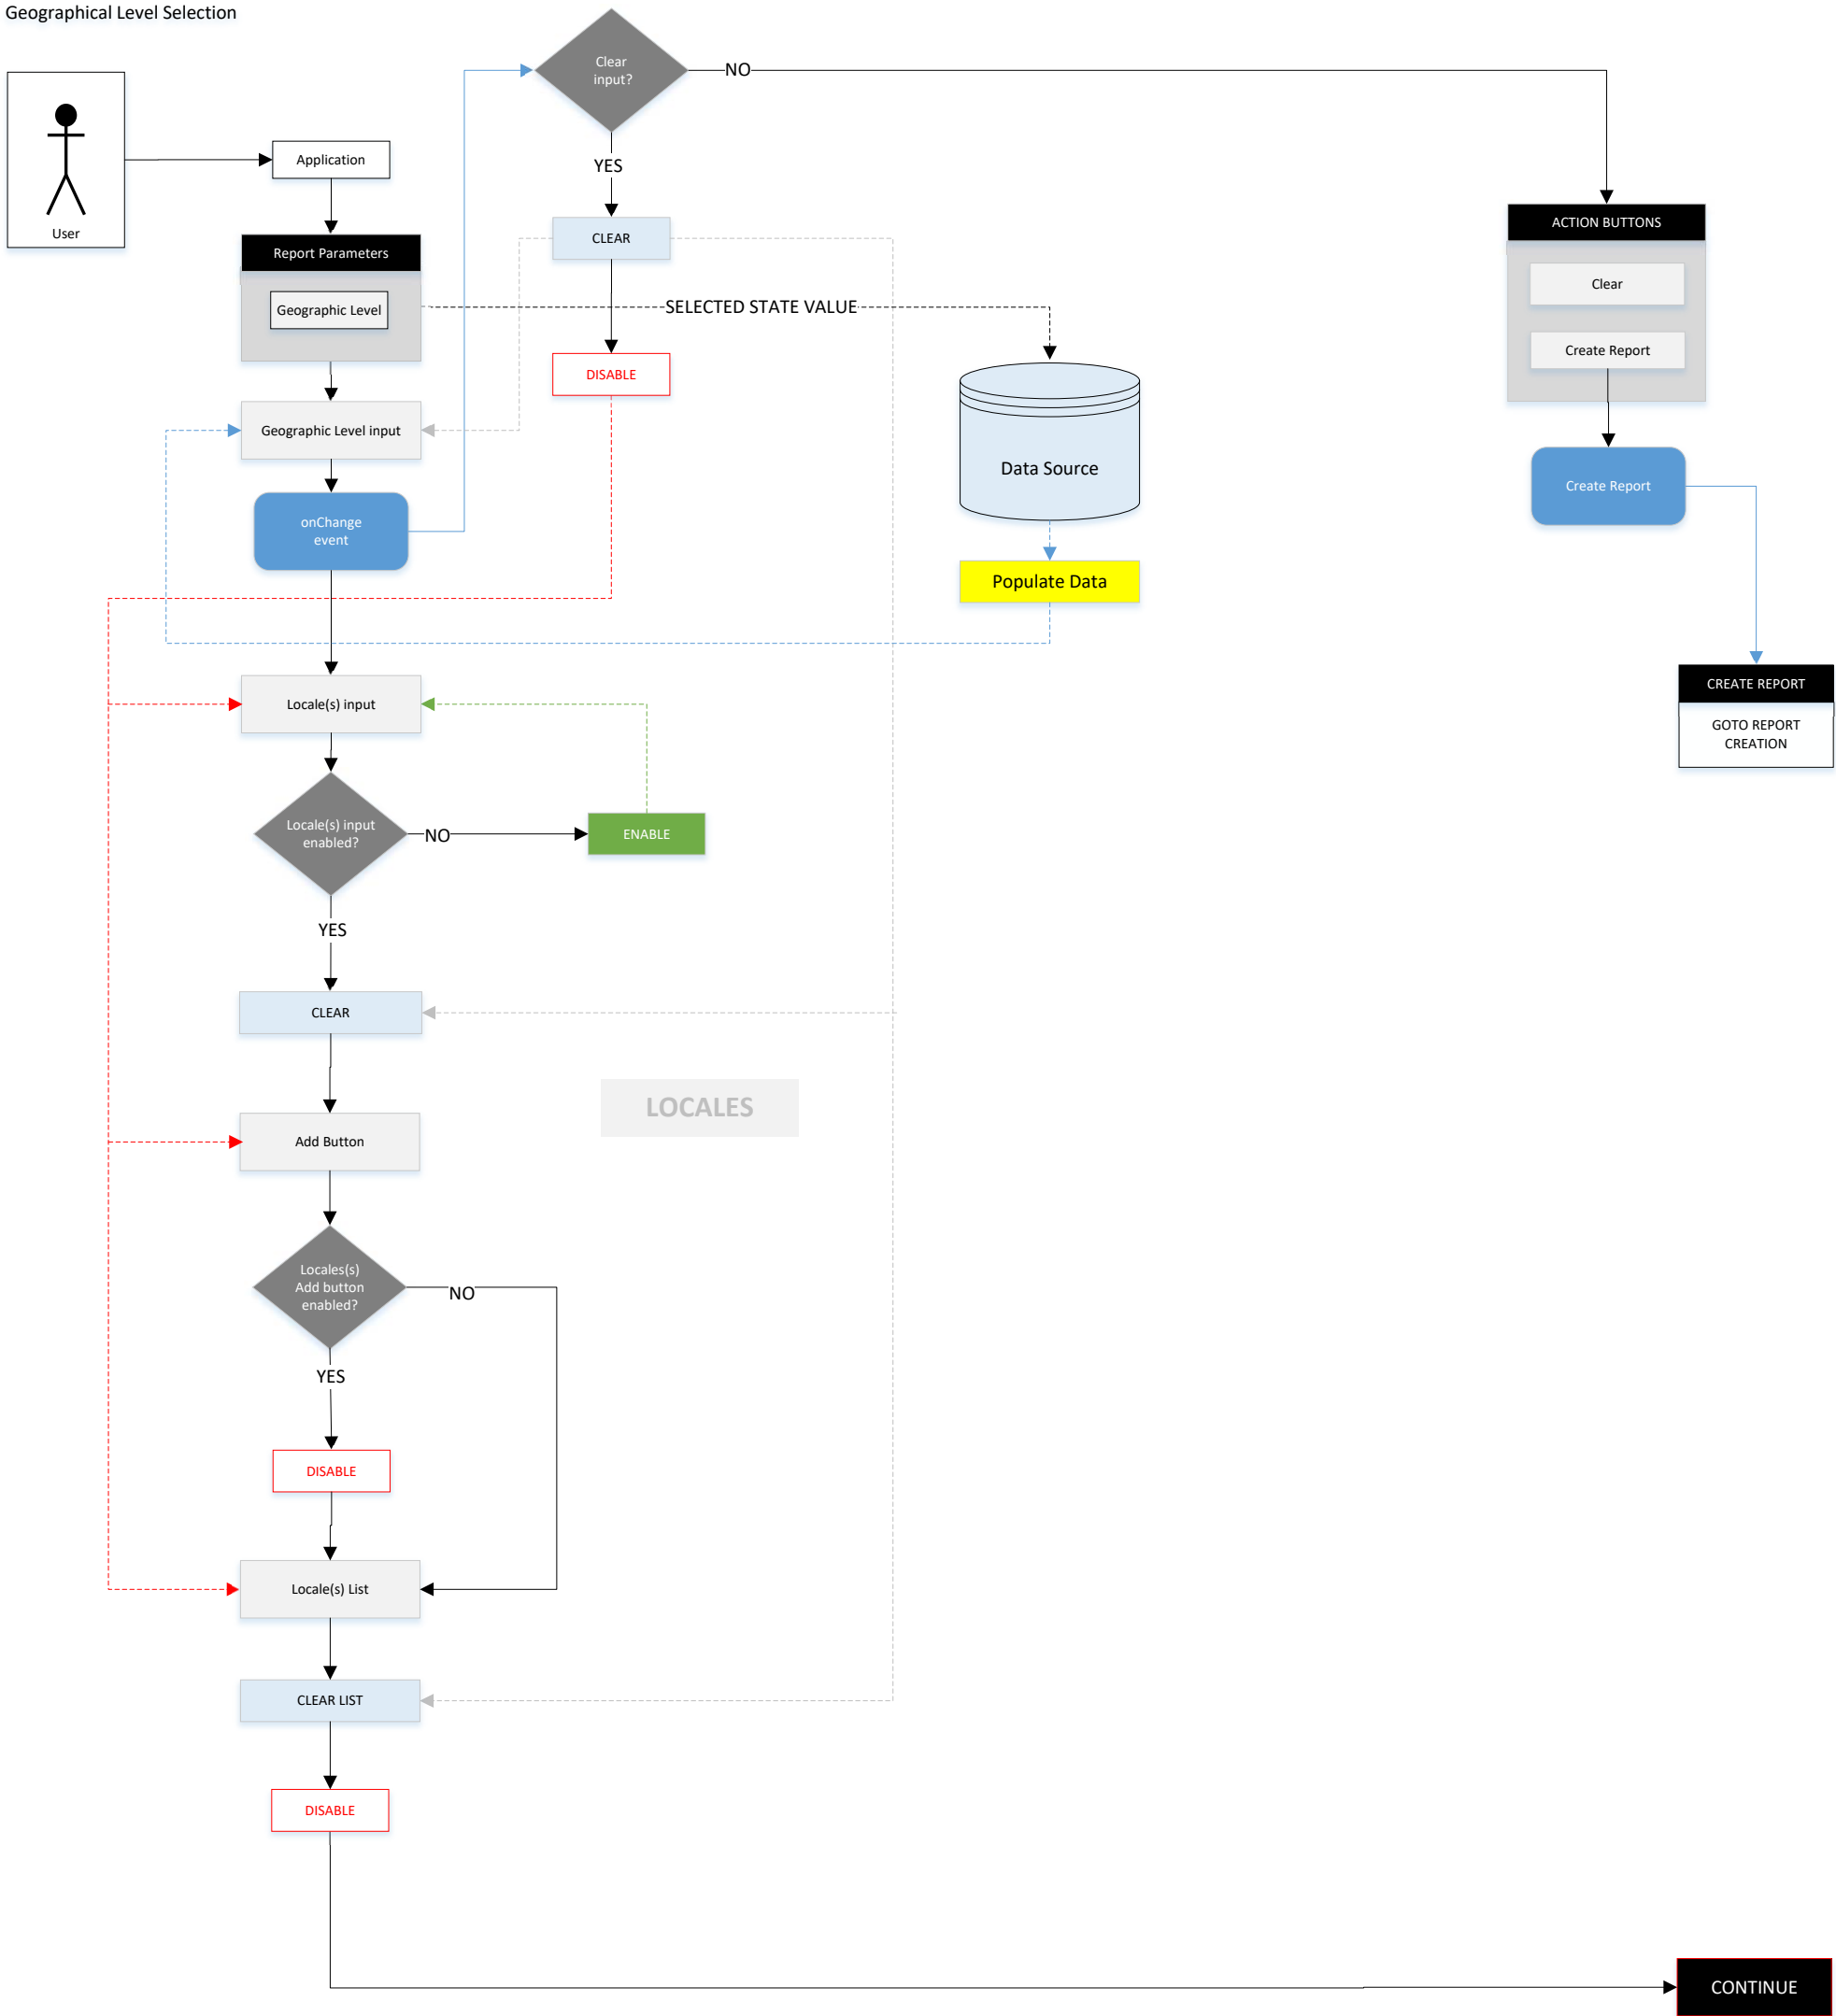 Geographical Level Selection
Clear
input?
NO
YES
User
Application
Report Parameters
Geographic Level
CLEAR
SELECTED STATE VALUE
DISABLE
ACTION BUTTONS
Clear
Create Report
Geographic Level input
Data Source
Create Report
onChange
event
Populate Data
Locale(s) input
CREATE REPORT
GOTO REPORT
CREATION
Locale(s) input
enabled?
NO
ENABLE
YES
CLEAR
LOCALES
Add Button
Locales(s)
Add button
enabled?
NO
YES
DISABLE
Locale(s) List
CLEAR LIST
DISABLE
CONTINUE